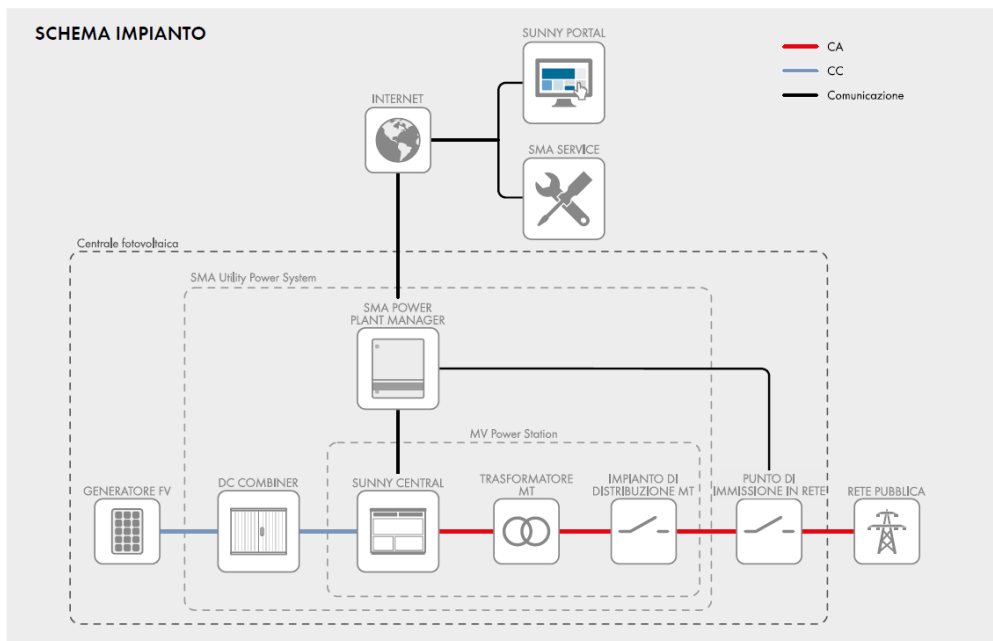 SCHEMA IMPIANTO
SUNNY PORTAL
CA
CC
Comunicazione
INTERNET
SMA SERVICE
Centrale fotovoltaica
SMA Utility Power System
SMA POWER
PLANT MANAGER
MV Power Station
GENERATORE FV
DC COMBINER
SUNNY CENTRAL
TRASFORMATORE
MT
IMPIANTO DI
DISTRIBUZIONE MT
PUNTO DI
IMMISSIONE IN RETE
RETE PUBBLICA